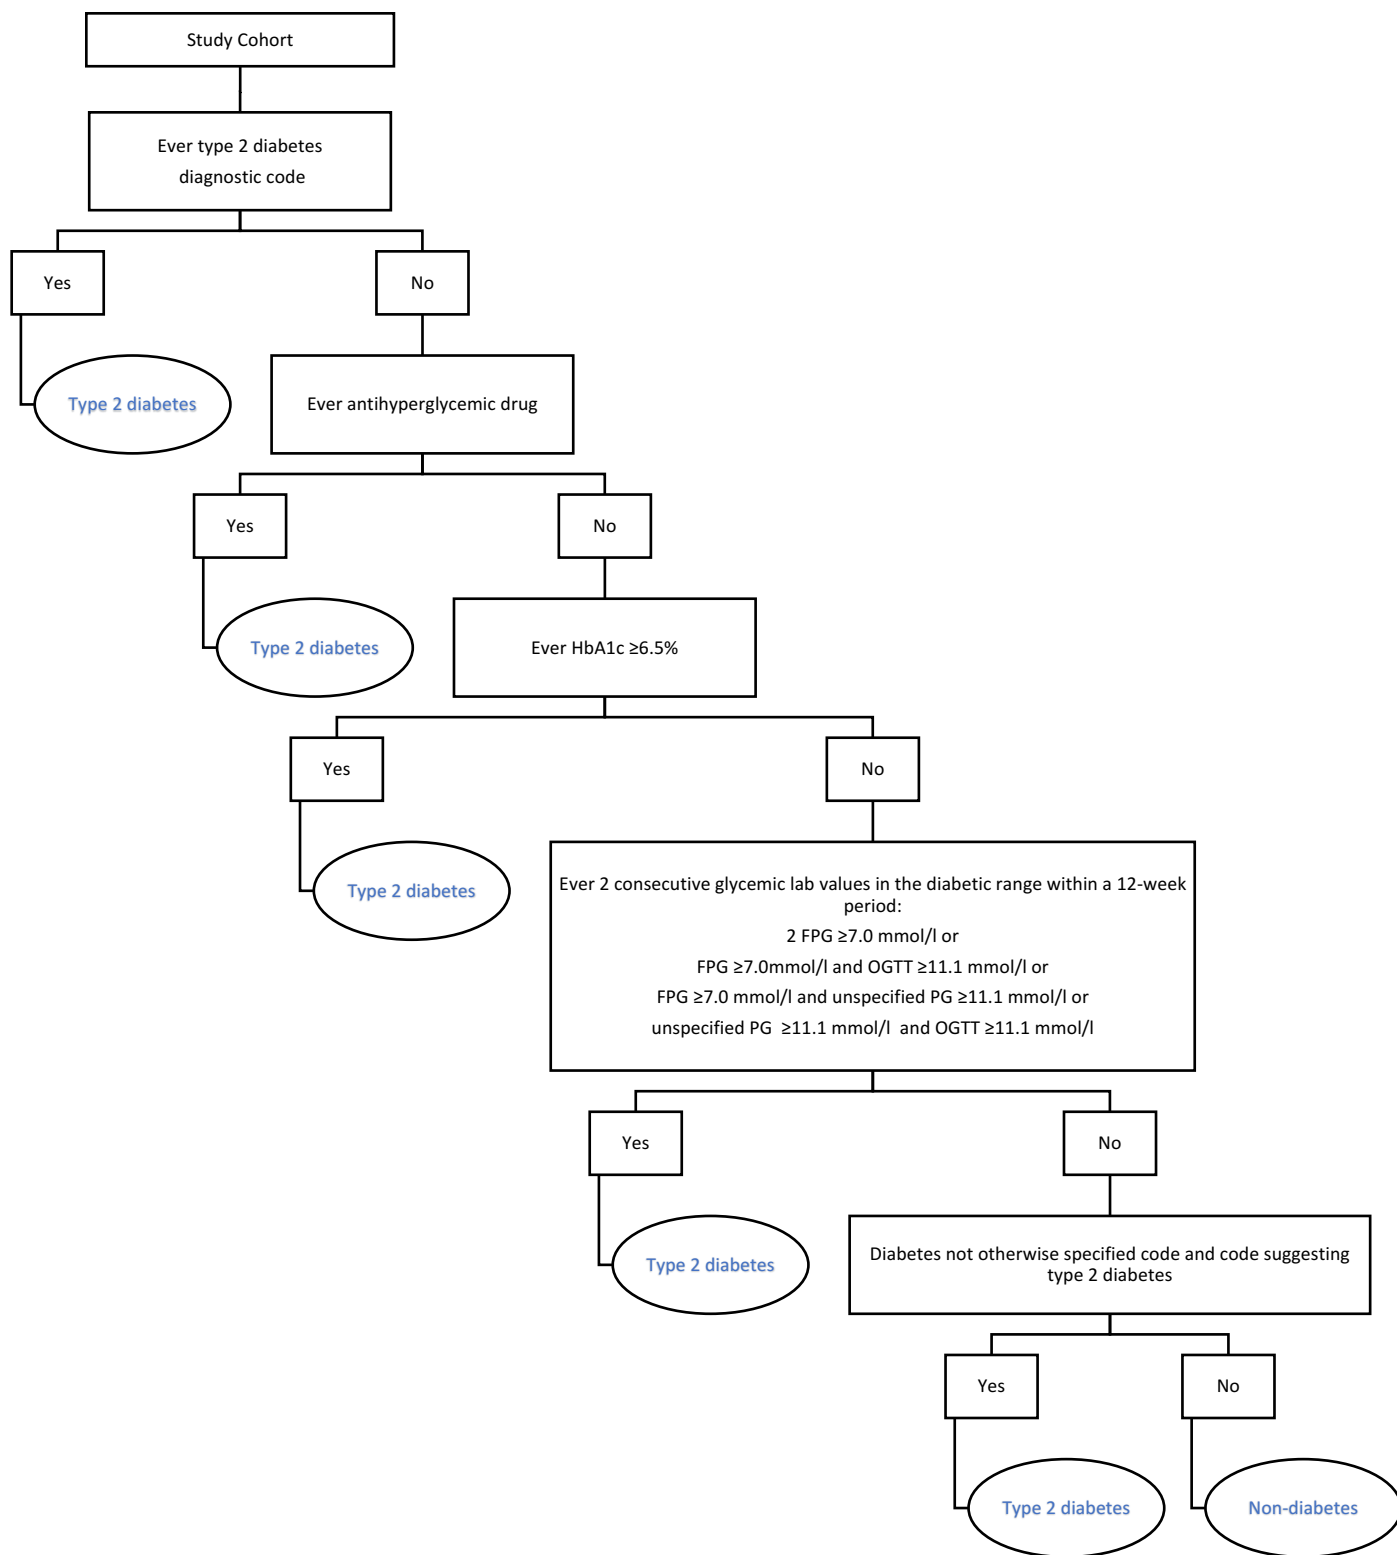 Study Cohort
Ever type 2 diabetes
diagnostic code
Yes
No
Type 2 diabetes
Ever antihyperglycemic drug
Yes
No
Type 2 diabetes
Ever HbA1c ≥6.5%
Yes
No
Type 2 diabetes
Ever 2 consecutive glycemic lab values in the diabetic range within a 12-week
period:
2 FPG ≥7.0 mmol/l or
FPG ≥7.0mmol/l and OGTT ≥11.1 mmol/l or
FPG ≥7.0 mmol/l and unspecified PG ≥11.1 mmol/l or
unspecified PG ≥11.1 mmol/l and OGTT ≥11.1 mmol/l
Yes
No
Type 2 diabetes
Diabetes not otherwise specified code and code suggesting
type 2 diabetes
Yes
No
Type 2 diabetes
Non-diabetes